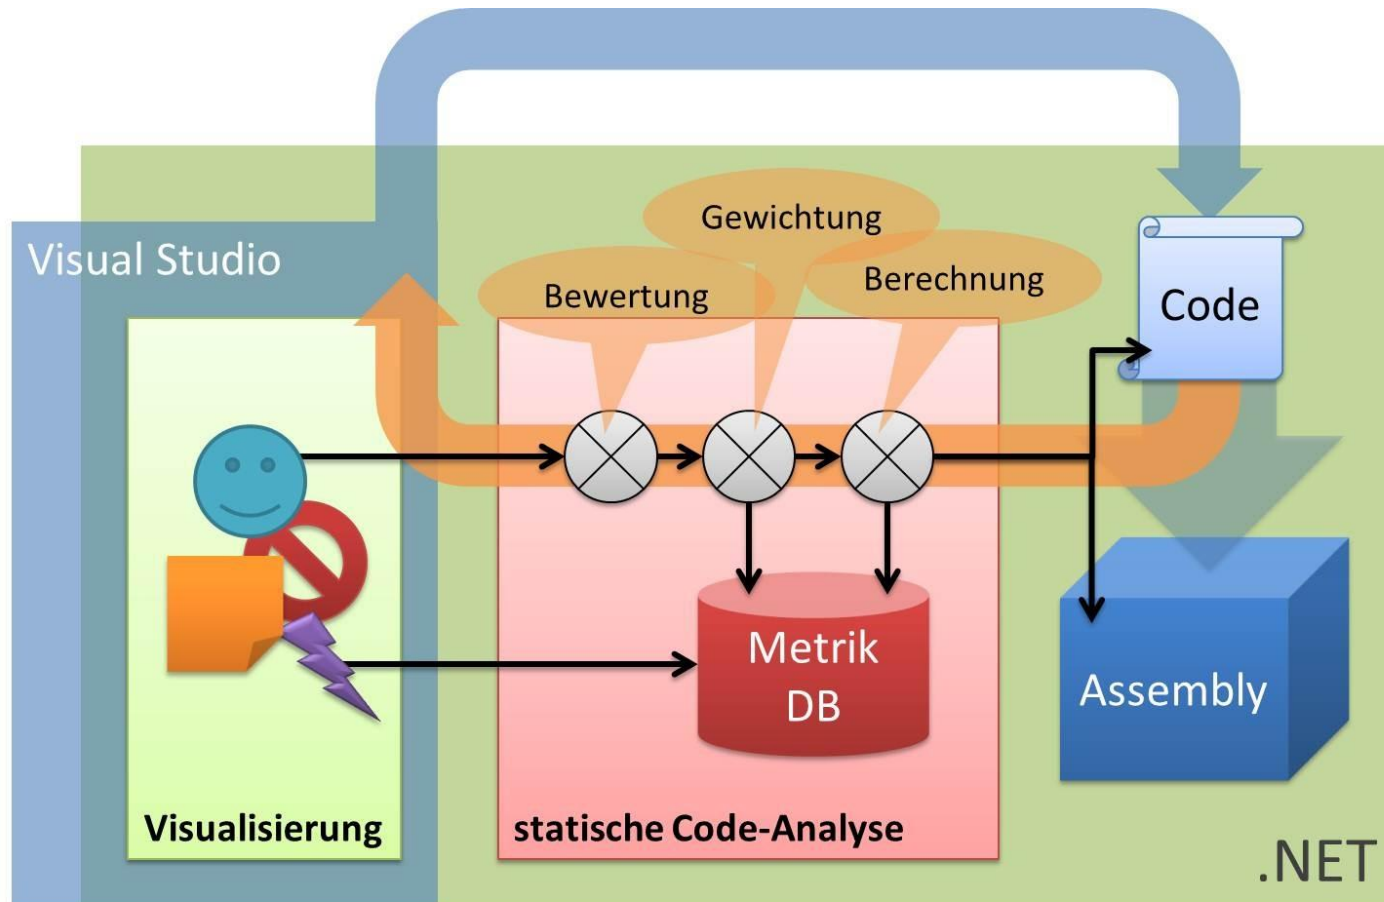 Gewichtung
Visual Studio
Bewertung
Berechnung
Code
Metrik
DB
Assembly
Visualisierung
statische Code-Analyse
.NET